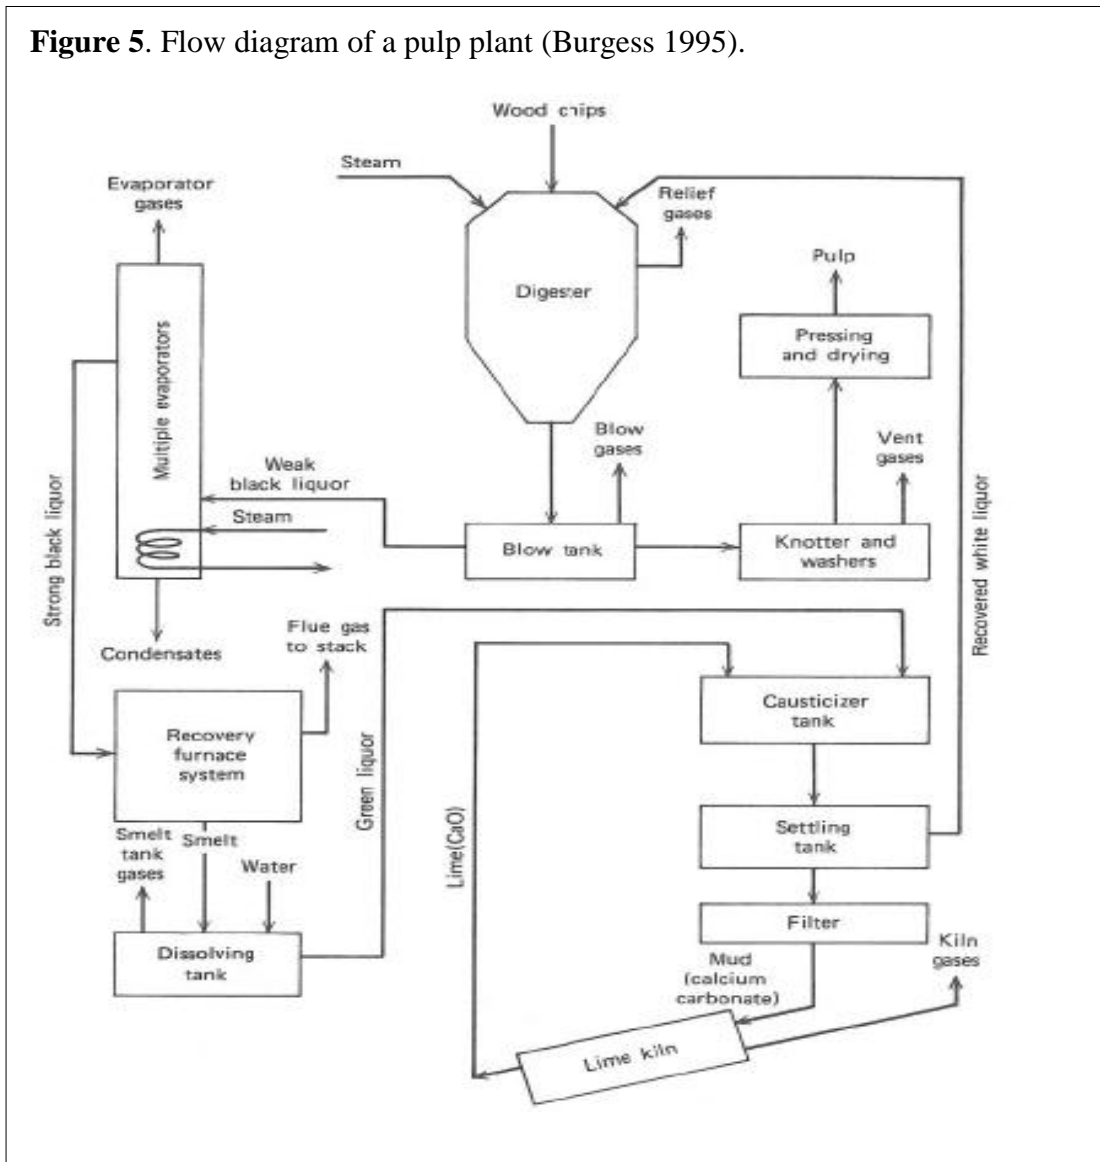 Figure 5. Flow diagram of a pulp plant (Burgess 1995).
Wood chips
Steam
Evaporator
gases
Relief
gases
Digester
Pulp
Pressing
and drying
Multiple evaporators
Blow
gases
Vent
gases
Weak
black liquor
Steam
Blow tank
Knotter and
washers
Strong black liquor
Recovered white liquor
Condensates
Flue gas
to stack
Recovery
furnace
system
Green liquor
Causticizer
tank
Lime(CaO)
Settling
tank
Smelt
tank
gases
Smelt
Water
Dissolving
tank
Filter
Mud
(calcium
carbonate)
Kiln
gases
Lime kiln